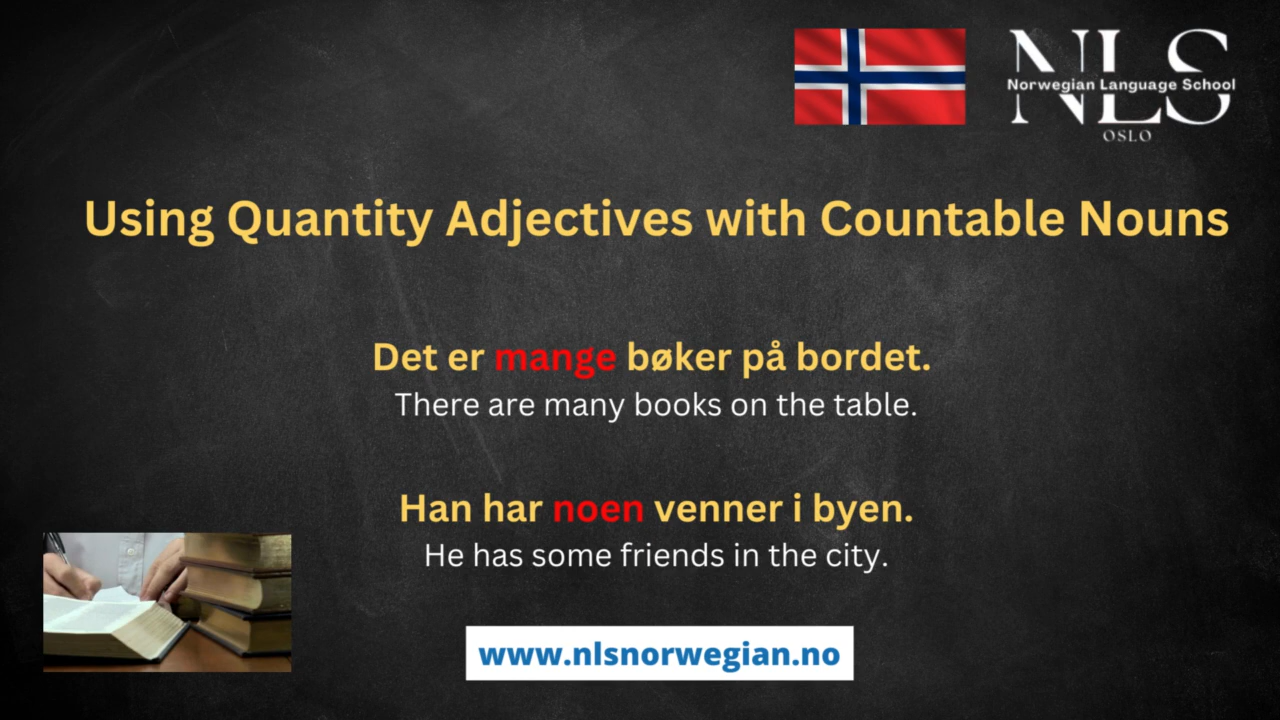 NLS
Norwegian Language School
OSLO
Using Quantity Adjectives with Countable Nouns
Det er mange bøker på bordet.
There are many books on the table.
Han har noen venner i byen.
He has some friends in the city.
www.nlsnorwegian.no